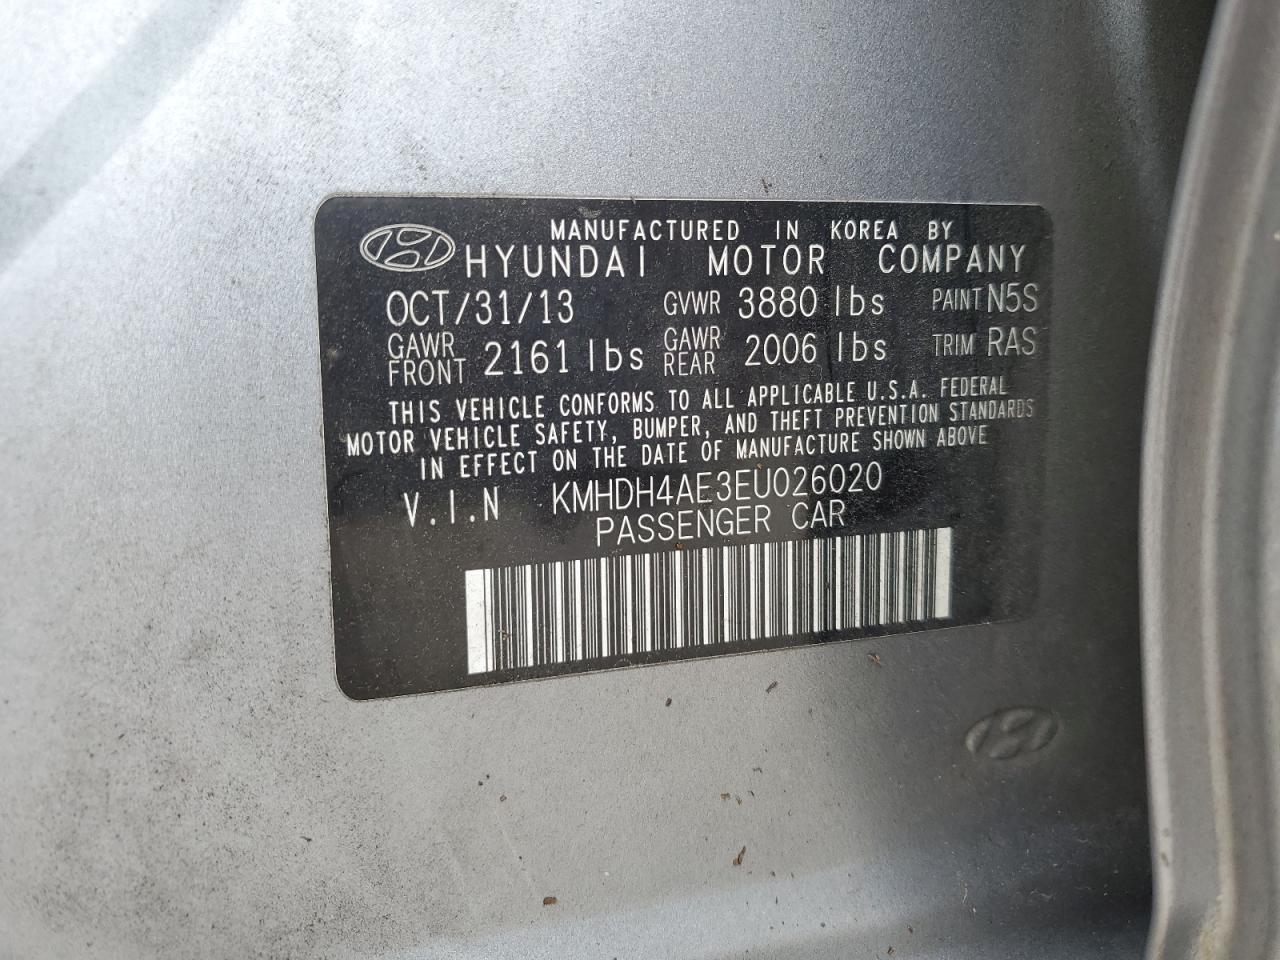 MANUFACTURED IN KOREA BY
HYUNDAI MOTOR COMPANY
OCT/31/13 GVWR 3880 lbs PAINT N5S
GAWR FRONT 2161 lbs GAWR REAR 2006 lbs TRIM RAS
THIS VEHICLE CONFORMS TO ALL APPLICABLE U.S.A. FEDERAL
MOTOR VEHICLE SAFETY, BUMPER, AND THEFT PREVENTION STANDARDS
IN EFFECT ON THE DATE OF MANUFACTURE SHOWN ABOVE
V.I.N KMHDH4AE3EU026020
PASSENGER CAR